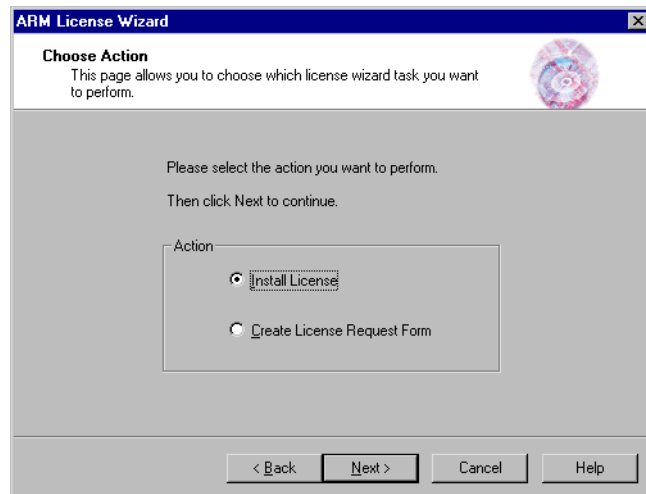 ARM License Wizard
Choose Action
This page allows you to choose which license wizard task you want
to perform.
Please select the action you want to perform.
Then click Next to continue.
Action
Install License
Create License Request Form
< Back
Next >
Cancel
Help